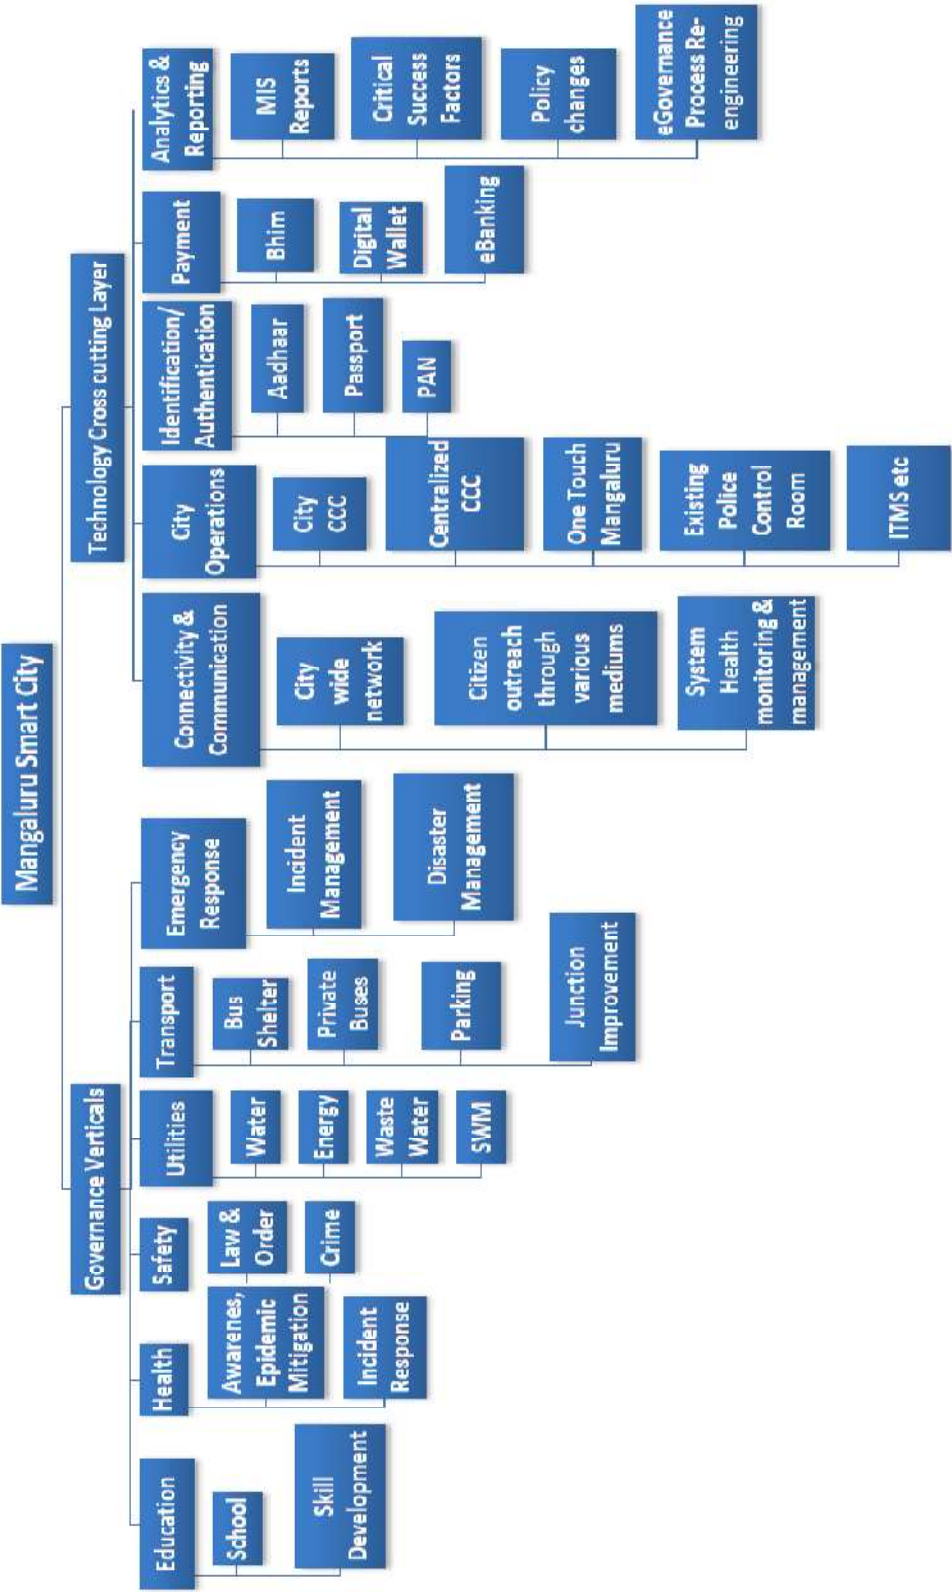 Mangaluru Smart City
Governance Verticals
Technology Cross cutting Layer
Education
School
Skill
Development
Health
Awarenes,
Epidemic
Mitigation
Incident
Response
Safety
Law &
Order
Crime
Utilities
Water
Energy
Waste
Water
SWM
Transport
Bus
Shelter
Private
Buses
Parking
Junction
Improvement
Emergency
Response
Incident
Management
Disaster
Management
Connectivity &
Communication
City
wide
network
Citizen
outreach
through
various
mediums
System
Health
monitoring &
management
City
Operations
City
CCC
Centralized
CCC
One Touch
Mangaluru
Existing
Police
Control
Room
ITMS etc
Identification/
Authentication
Aadhaar
Passport
PAN
Payment
Bhim
Digital
Wallet
eBanking
Analytics &
Reporting
MIS
Reports
Critical
Success
Factors
Policy
changes
eGovernance
Process Re-
engineering